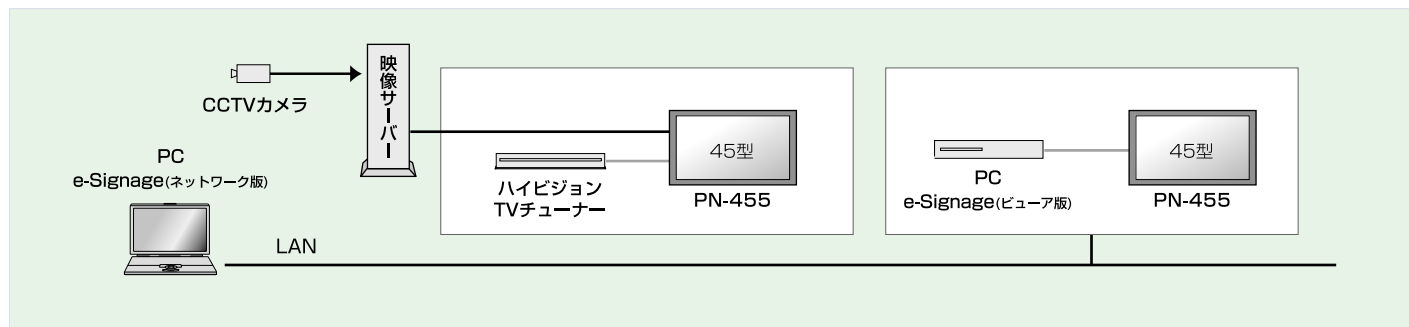 CCTVカメラ
映像サーバー
PC
e-Signage(ネットワーク版)
LAN
ハイビジョン
TVチューナー
45型
PN-455
PC
e-Signage(ビューア版)
45型
PN-455